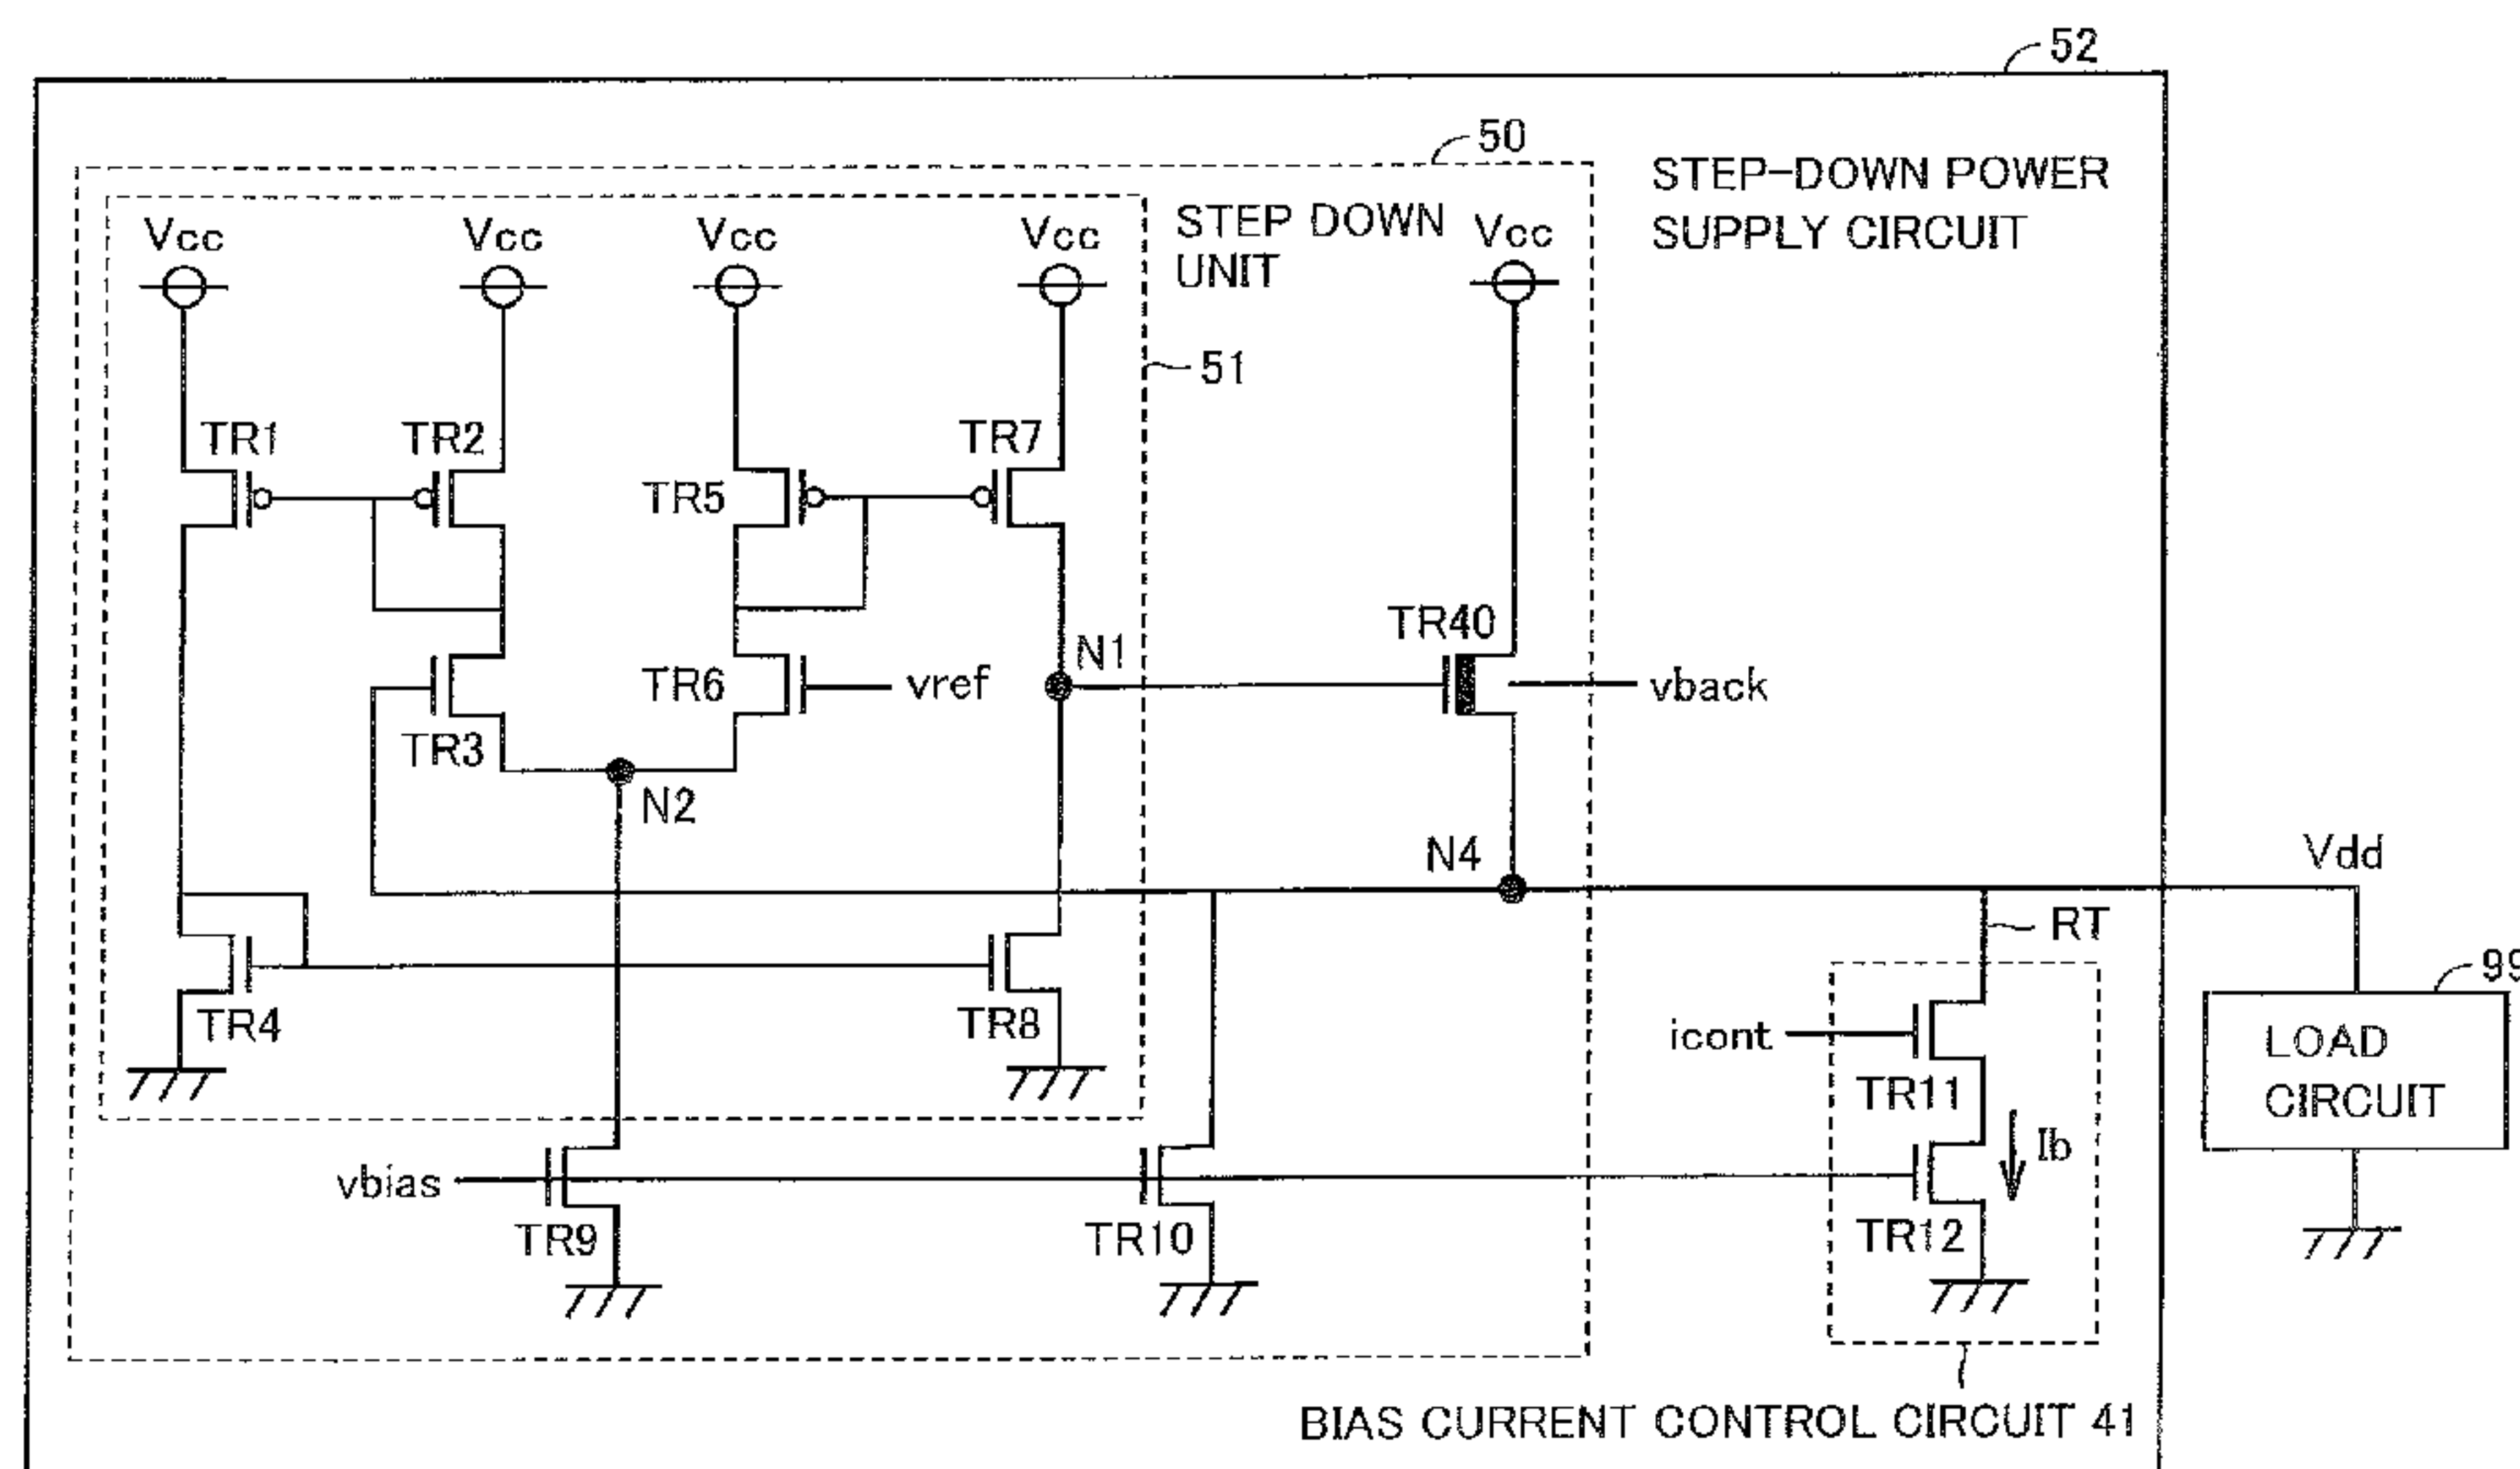 52
50
STEP-DOWN POWER
SUPPLY CIRCUIT
STEP DOWN
UNIT
Vcc Vcc Vcc Vcc Vcc
51
TR1 TR2 TR7
TR5
TR40
N1
TR6 vref vback
TR3
N2
N4 Vdd
RT
99
TR4 TR8 icont LOAD
CIRCUIT
TR11
Ib
vbias
TR9 TR10 TR12
BIAS CURRENT CONTROL CIRCUIT 41